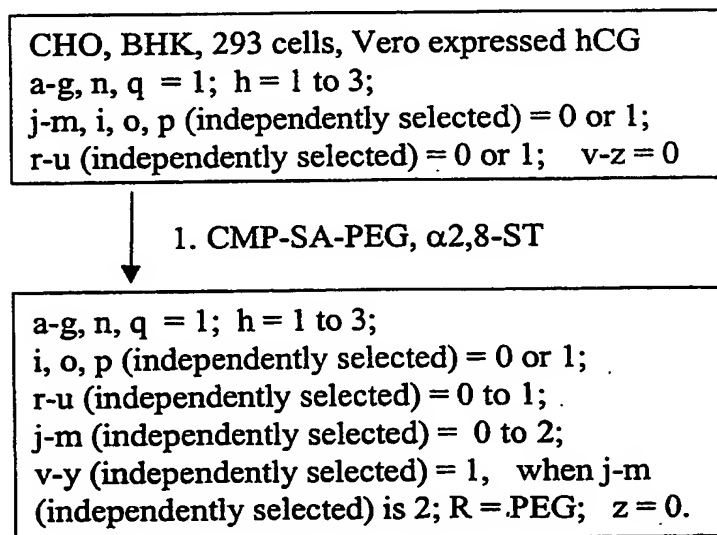 CHO, BHK, 293 cells, Vero expressed hCG
a-g, n, q = 1; h = 1 to 3;
j-m, i, o, p (independently selected) = 0 or 1;
r-u (independently selected) = 0 or 1; v-z = 0
1. CMP-SA-PEG, α2,8-ST
a-g, n, q = 1; h = 1 to 3;
i, o, p (independently selected) = 0 or 1;
r-u (independently selected) = 0 to 1;
j-m (independently selected) = 0 to 2;
v-y (independently selected) = 1, when j-m
(independently selected) is 2; R = PEG; z = 0.